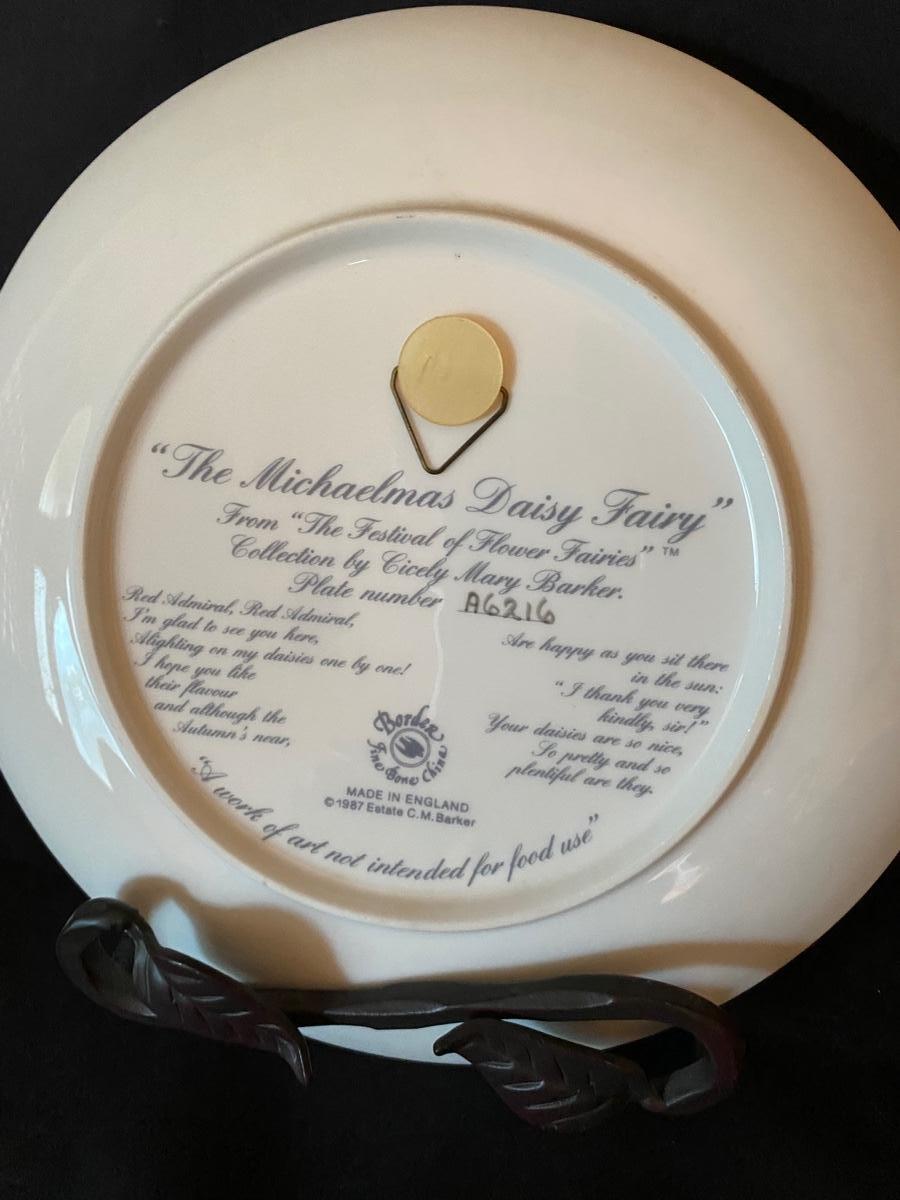 “The Michaelmas Daisy Fairy”
From “The Festival of Flower Fairies” ™
Collection by Cicely Mary Barker.
Plate number A6216
Red Admiral, Red Admiral,
I'm glad to see you here,
Alighting on my daisies one by one!
I hope you like
their flavour
and although the
Autumn's near,
Are happy as you sit there
in the sun:
“I thank you very
kindly, sir!”
Your daisies are so nice,
So pretty and so
plentiful are they.
Border
Fine Bone China
MADE IN ENGLAND
©1987 Estate C.M.Barker
“A work of art not intended for food use”